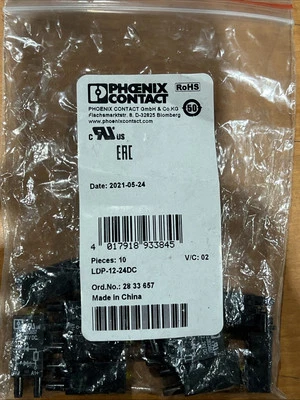 PHOENIX
CONTACT
RoHS
PHOENIX CONTACT GmbH & Co.KG
Flachsmarktstr. 8, D-32825 Blomberg
www.phoenixcontact.com
50
c US
EAC
Date: 2021-05-24
4 017918 933845
Pieces: 10 V/C: 02
LDP-12-24DC
Ord.No.: 28 33 657
Made in China